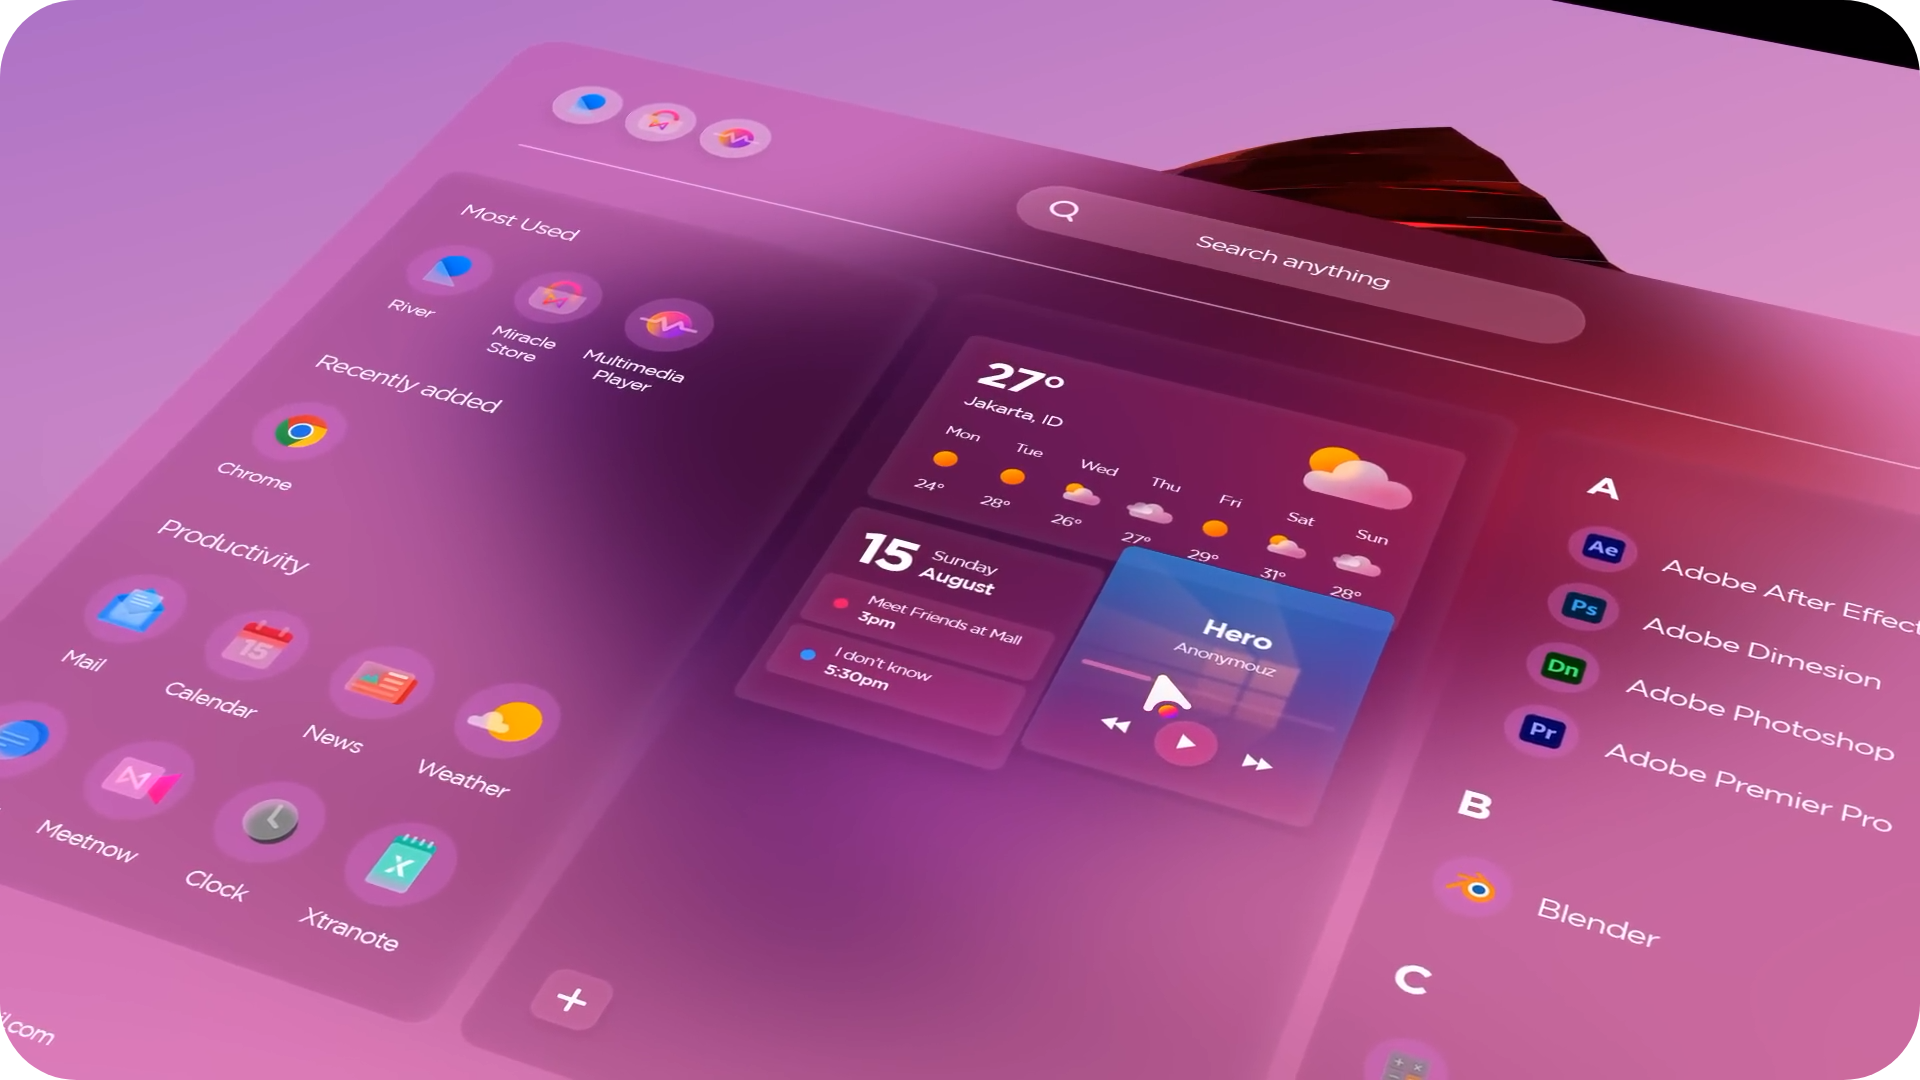 Search anything
Most Used
River
Miracle
Store
Multimedia
Player
Recently added
Chrome
Productivity
Mail
Calendar
15
News
Weather
Meetnow
Clock
X
Xtranote
il.com
27°
Jakarta, ID
Mon Tue Wed Thu Fri Sat Sun
24° 28° 26° 27° 29° 31° 28°
15 Sunday
August
Meet Friends at Mall
3pm
I don't know
5:30pm
Hero
Anonymouz
A
Ae Adobe After Effect
Ps Adobe Dimesion
Dn Adobe Photoshop
Pr Adobe Premier Pro
B
Blender
C